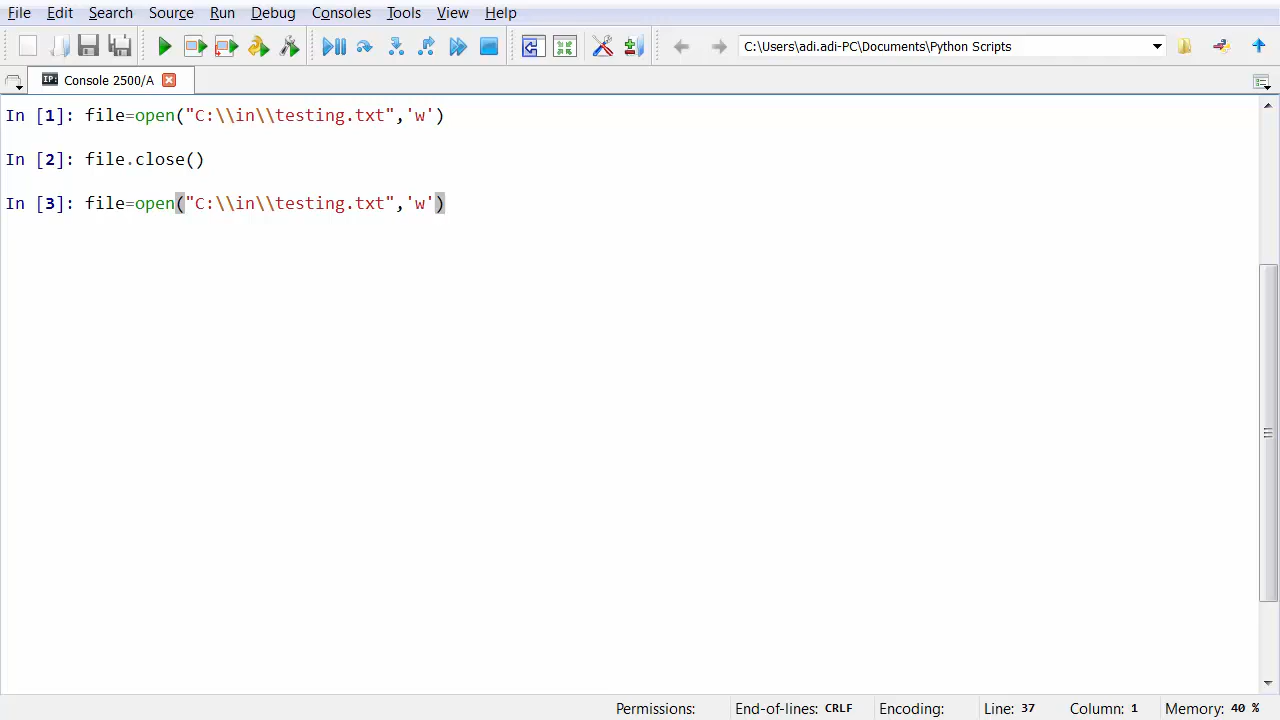 File Edit Search Source Run Debug Consoles Tools View Help
C:\Users\adnadi-PC\Documents\Python Scripts
IP: Console 2500/A
In [1]: file=open("C:\\in\\testing.txt",'w')
In [2]: file.close()
In [3]: file=open("C:\\in\\testing.txt",'w')
Permissions: End-of-lines: CRLF Encoding: Line: 37 Column: 1 Memory: 40 %